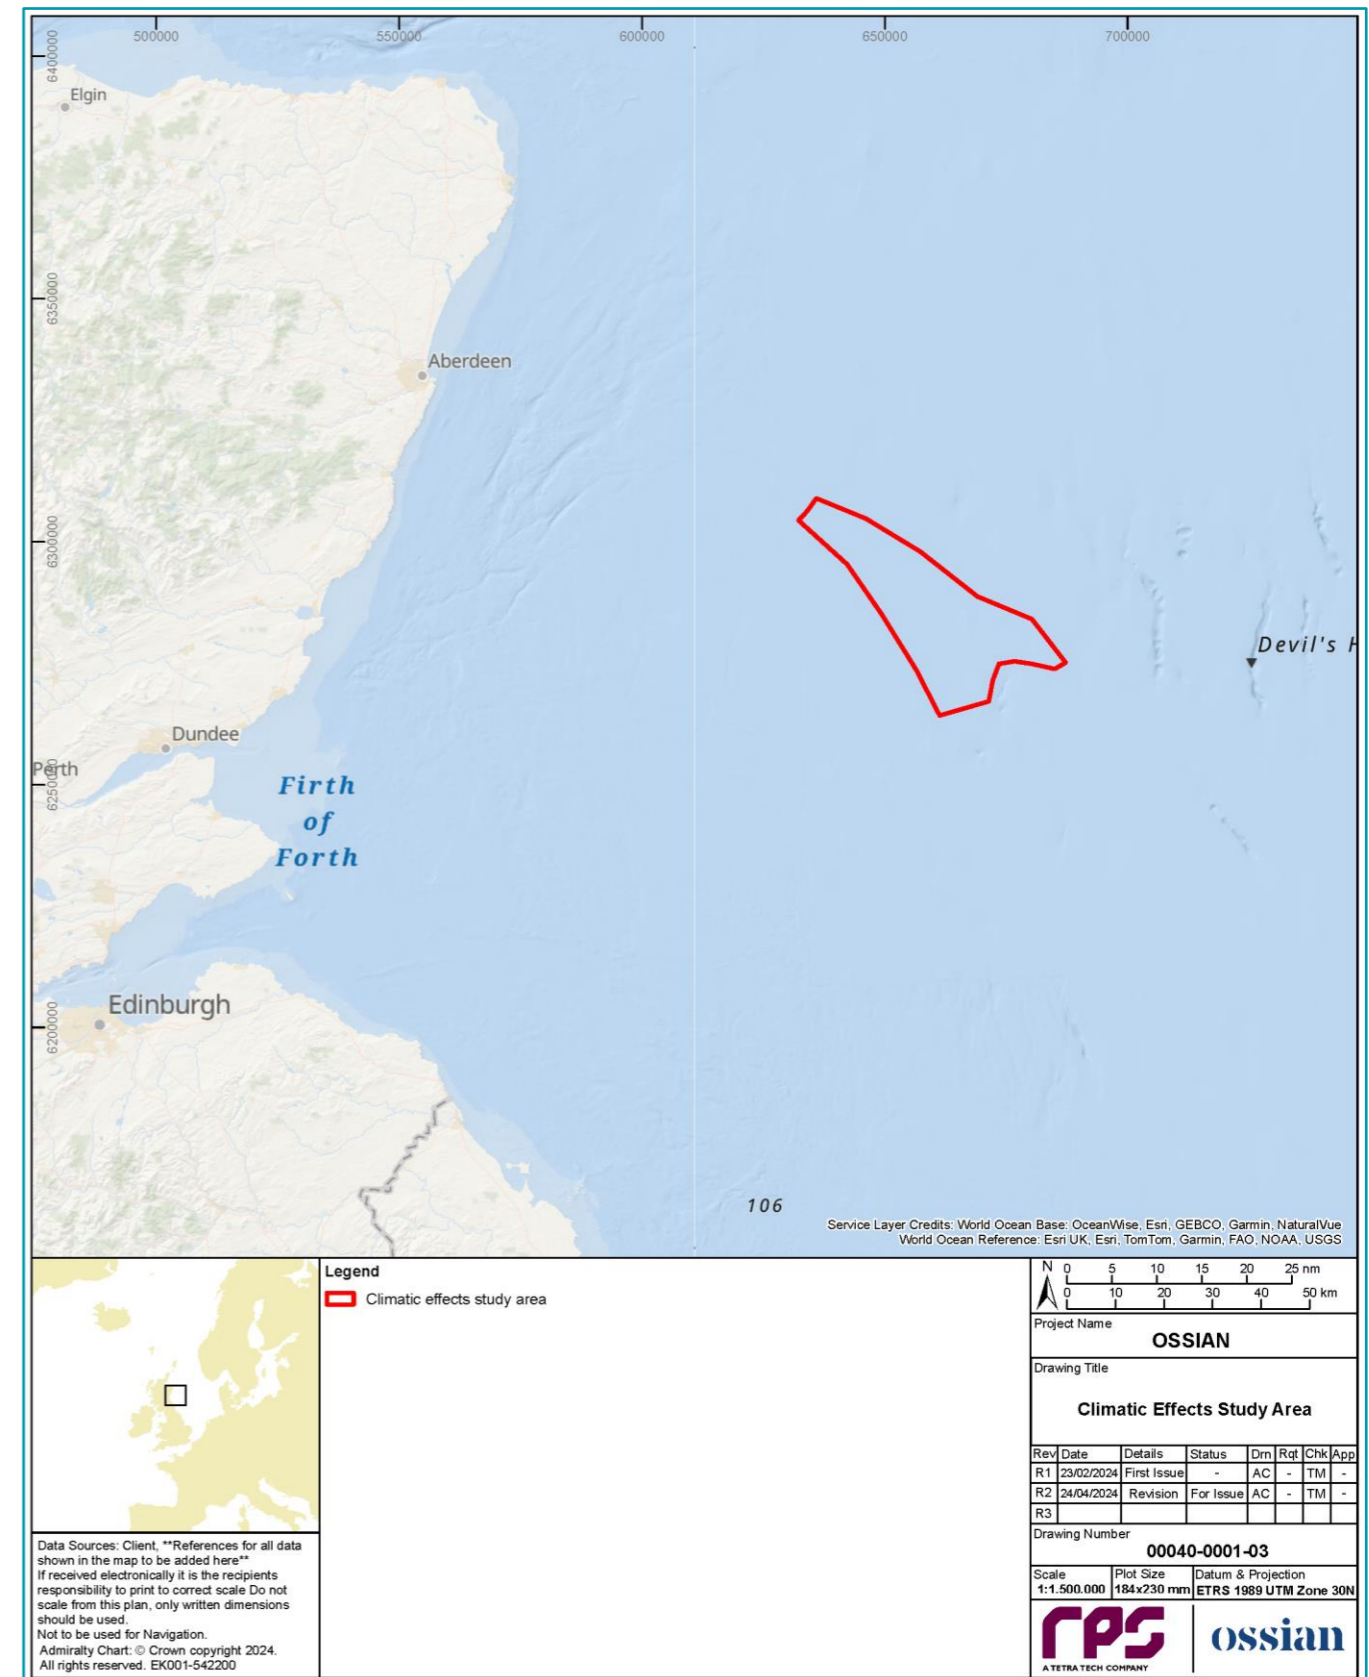 500000 550000 600000 650000 700000
6400000
Elgin
6350000
Aberdeen
6300000
Devil's H
Dundee
Perth
6250000
Firth
of
Forth
6200000
Edinburgh
106
Service Layer Credits: World Ocean Base: OceanWise, Esri, GEBCO, Garmin, NaturalVue
World Ocean Reference: Esri UK, Esri, TomTom, Garmin, FAO, NOAA, USGS
Legend
Climatic effects study area
N 0 5 10 15 20 25 nm
0 10 20 30 40 50 km
Project Name
OSSIAN
Drawing Title
Climatic Effects Study Area
Rev Date Details Status Drn Rqt Chk App
R1 23/02/2024 First Issue - AC - TM -
R2 24/04/2024 Revision For Issue AC - TM -
R3
Drawing Number
00040-0001-03
Scale Plot Size Datum & Projection
1:1.500.000 184x230 mm ETRS 1989 UTM Zone 30N
rps
A TETRA TECH COMPANY
ossian
Data Sources: Client, **References for all data
shown in the map to be added here**
If received electronically it is the recipients
responsibility to print to correct scale Do not
scale from this plan, only written dimensions
should be used.
Not to be used for Navigation.
Admiralty Chart: © Crown copyright 2024.
All rights reserved. EK001-542200